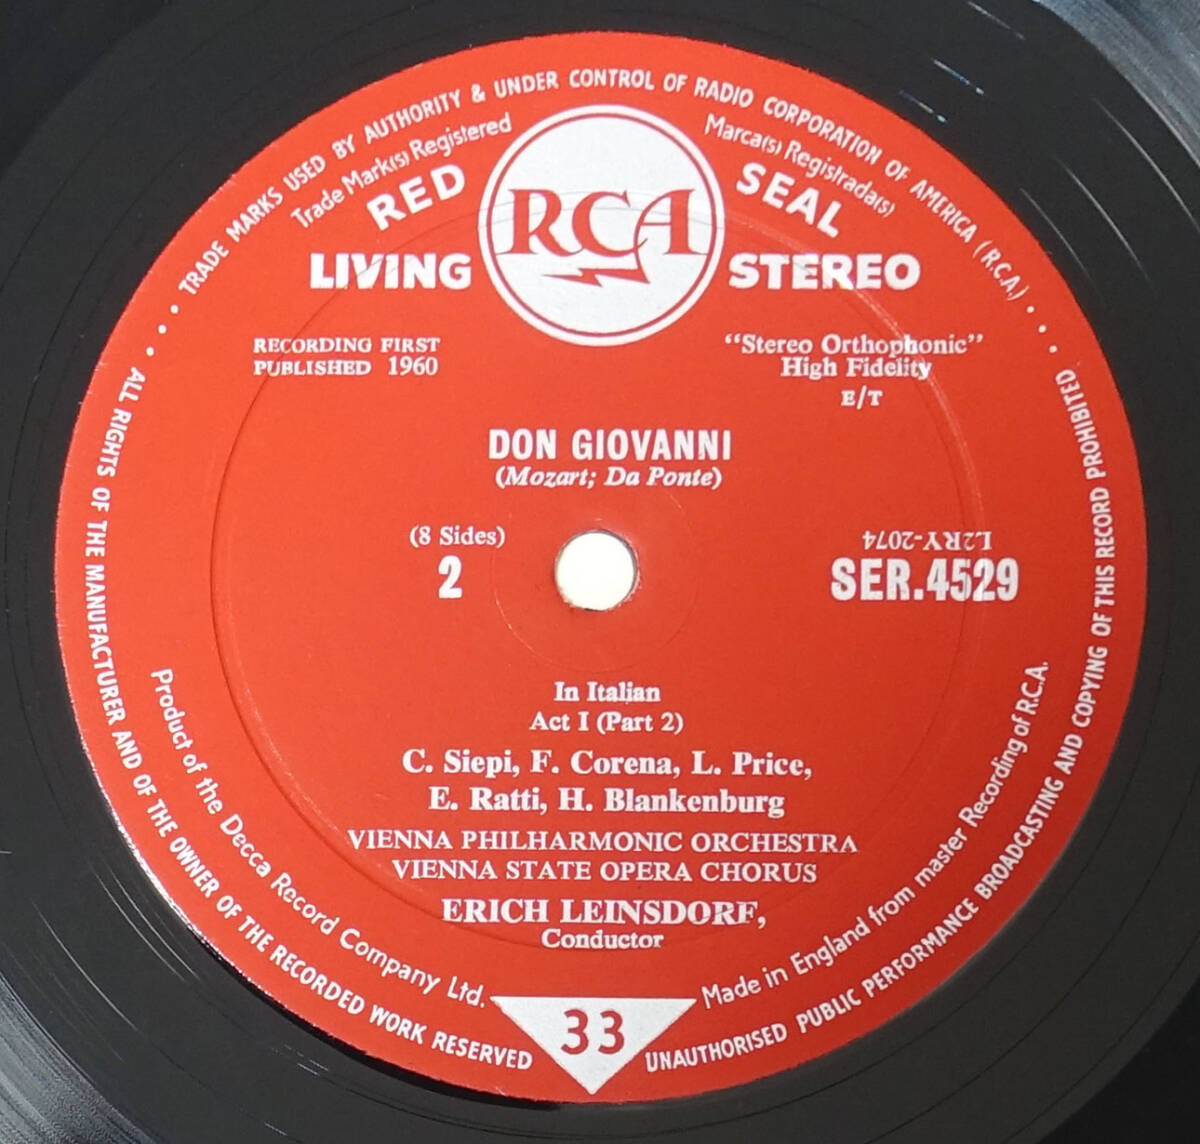 TRADE MARKS USED BY AUTHORITY & UNDER CONTROL OF RADIO CORPORATION OF AMERICA (R.C.A.)
Trade Mark(s) Registered
Marca(s) Registrada(s)
RED SEAL
RCA
LIVING STEREO
RECORDING FIRST
PUBLISHED 1960
"Stereo Orthophonic"
High Fidelity
E/T
DON GIOVANNI
(Mozart; Da Ponte)
(8 Sides)
2
L2RY-2074
SER.4529
In Italian
Act I (Part 2)
C. Siepi, F. Corena, L. Price,
E. Ratti, H. Blankenburg
VIENNA PHILHARMONIC ORCHESTRA
VIENNA STATE OPERA CHORUS
ERICH LEINSDORF,
Conductor
Product of the Decca Record Company Ltd.
Made in England from master Recording of R.C.A.
33
ALL RIGHTS OF THE MANUFACTURER AND OF THE OWNER OF THE RECORDED WORK RESERVED
UNAUTHORISED PUBLIC PERFORMANCE BROADCASTING AND COPYING OF THIS RECORD PROHIBITED